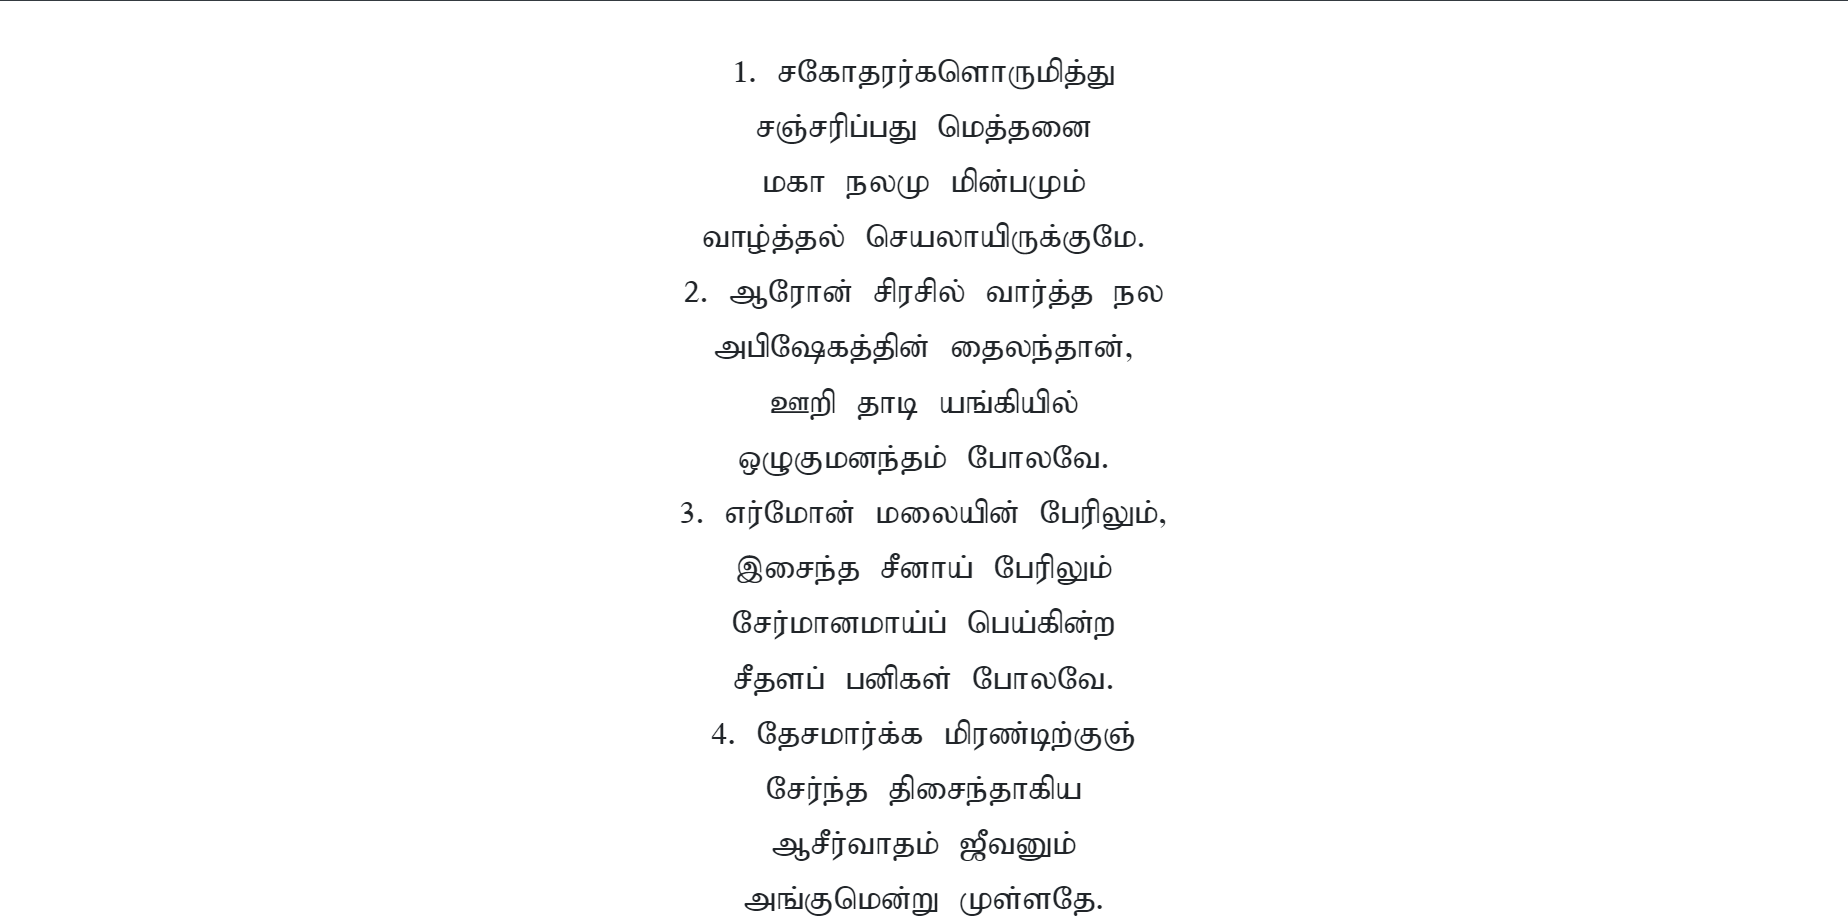 1. சகோதரர்களொருமித்து
சஞ்சரிப்பது மெத்தனை
மகா நலமு மின்பமும்
வாழ்த்தல் செயலாயிருக்குமே.
2. ஆரோன் சிரசில் வார்த்த நல
அபிஷேகத்தின் தைலந்தான்,
ஊறி தாடி யங்கியில்
ஒழுகுமனந்தம் போலவே.
3. எர்மோன் மலையின் பேரிலும்,
இசைந்த சீனாய் பேரிலும்
சேர்மானமாய்ப் பெய்கின்ற
சீதளப் பனிகள் போலவே.
4. தேசமார்க்க மிரண்டிற்குஞ்
சேர்ந்த திசைந்தாகிய
ஆசீர்வாதம் ஜீவனும்
அங்குமென்று முள்ளதே.